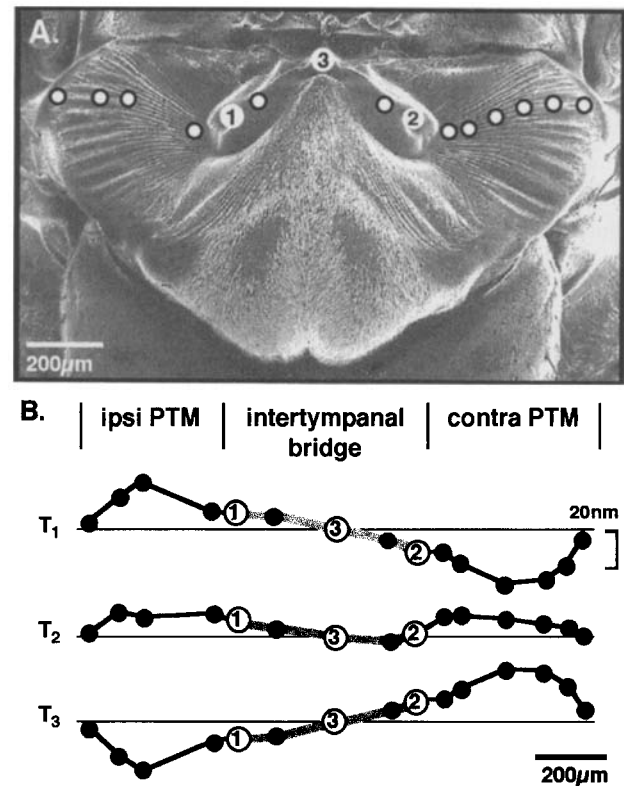 A.
3
1
2
200μm
B.
ipsi PTM
intertympanal
bridge
contra PTM
20nm
T1
1
3
2
T2
1
3
2
T3
1
3
2
200μm